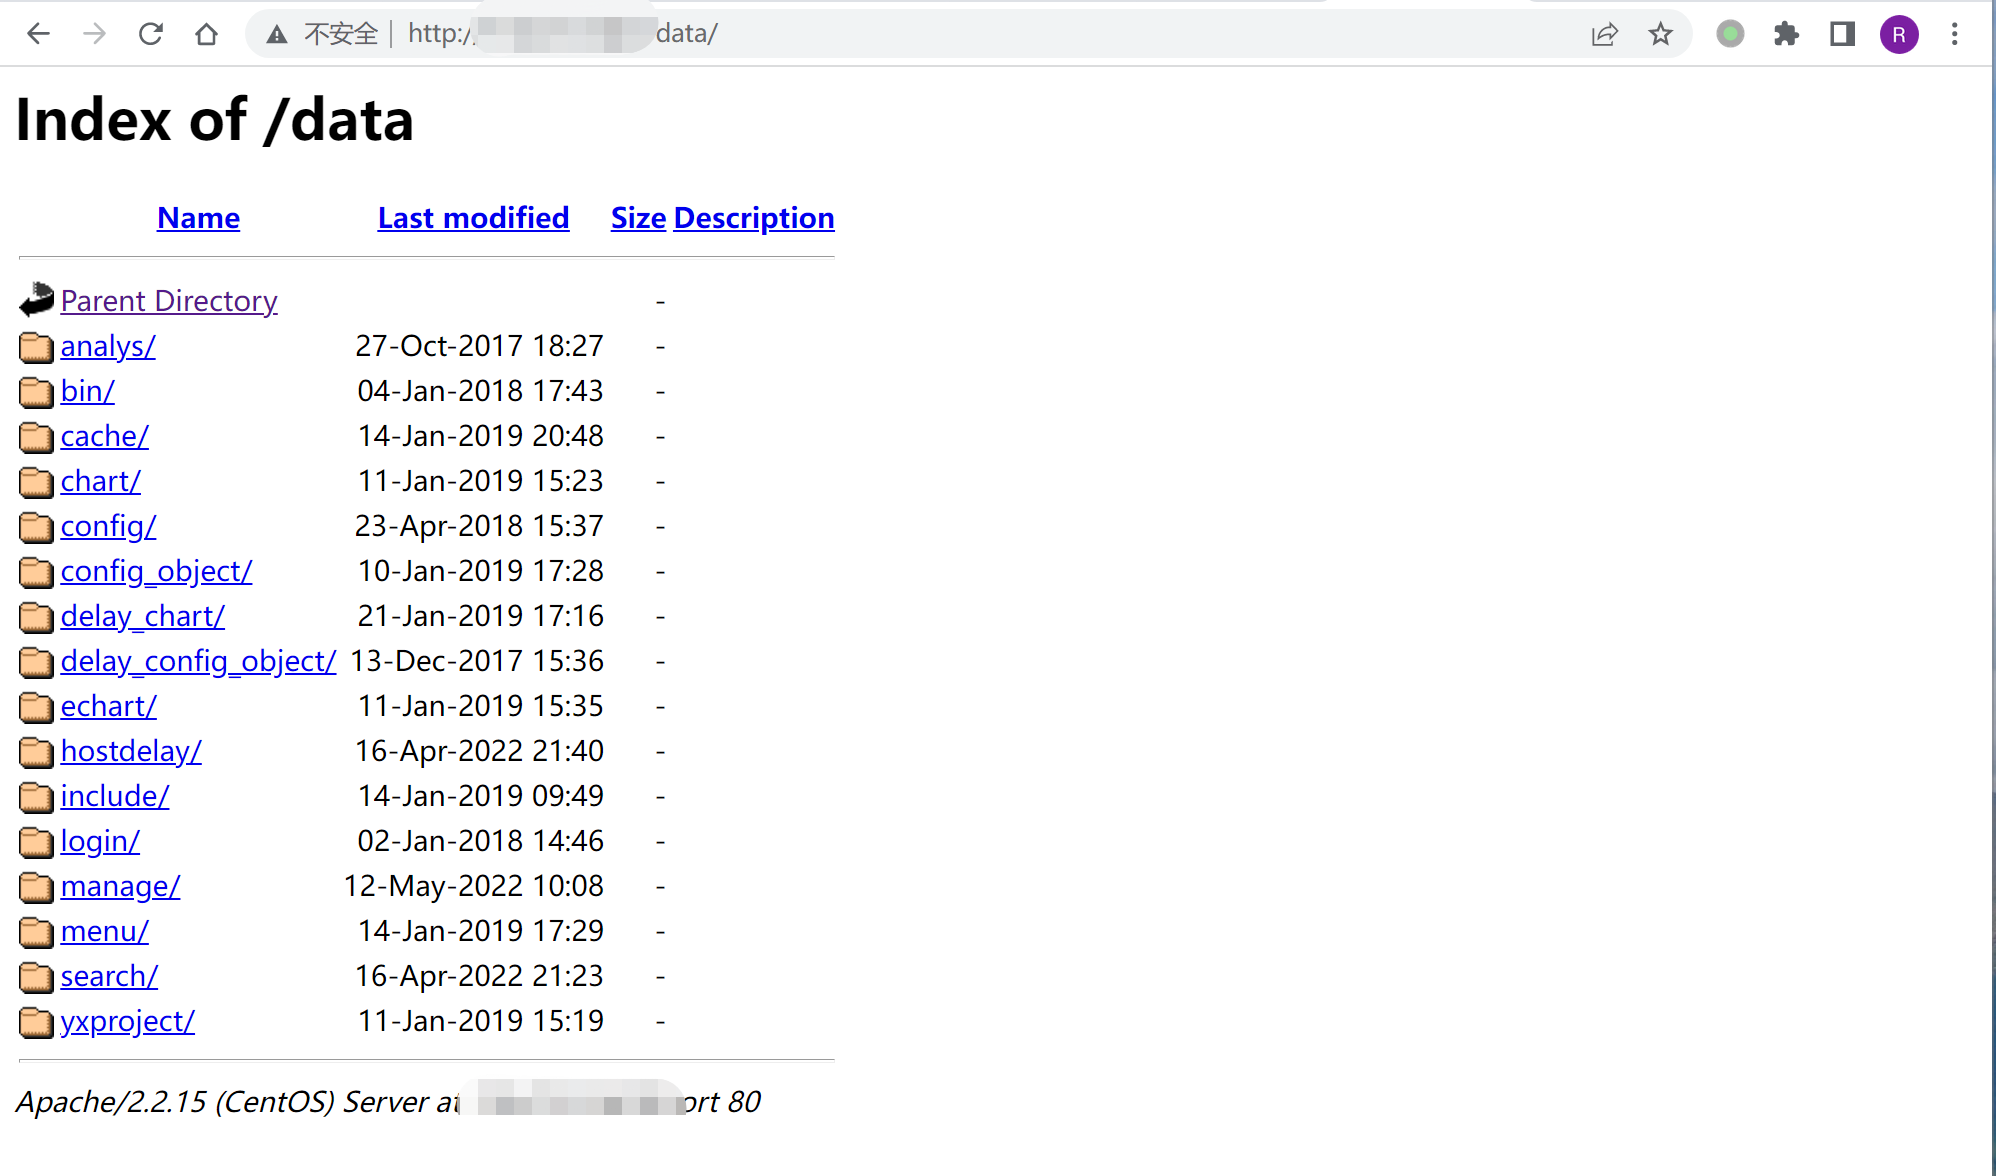 不安全 | http:/ data/
R
Index of /data
Name Last modified Size Description
Parent Directory -
analys/ 27-Oct-2017 18:27 -
bin/ 04-Jan-2018 17:43 -
cache/ 14-Jan-2019 20:48 -
chart/ 11-Jan-2019 15:23 -
config/ 23-Apr-2018 15:37 -
config_object/ 10-Jan-2019 17:28 -
delay_chart/ 21-Jan-2019 17:16 -
delay_config_object/ 13-Dec-2017 15:36 -
echart/ 11-Jan-2019 15:35 -
hostdelay/ 16-Apr-2022 21:40 -
include/ 14-Jan-2019 09:49 -
login/ 02-Jan-2018 14:46 -
manage/ 12-May-2022 10:08 -
menu/ 14-Jan-2019 17:29 -
search/ 16-Apr-2022 21:23 -
yxproject/ 11-Jan-2019 15:19 -
Apache/2.2.15 (CentOS) Server at ort 80